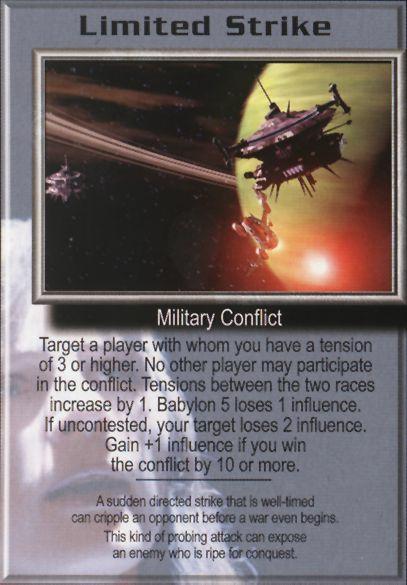 Limited Strike
Military Conflict
Target a player with whom you have a tension
of 3 or higher. No other player may participate
in the conflict. Tensions between the two races
increase by 1. Babylon 5 loses 1 influence.
If uncontested, your target loses 2 influence.
Gain +1 influence if you win
the conflict by 10 or more.
A sudden directed strike that is well-timed
can cripple an opponent before a war even begins.
This kind of probing attack can expose
an enemy who is ripe for conquest.